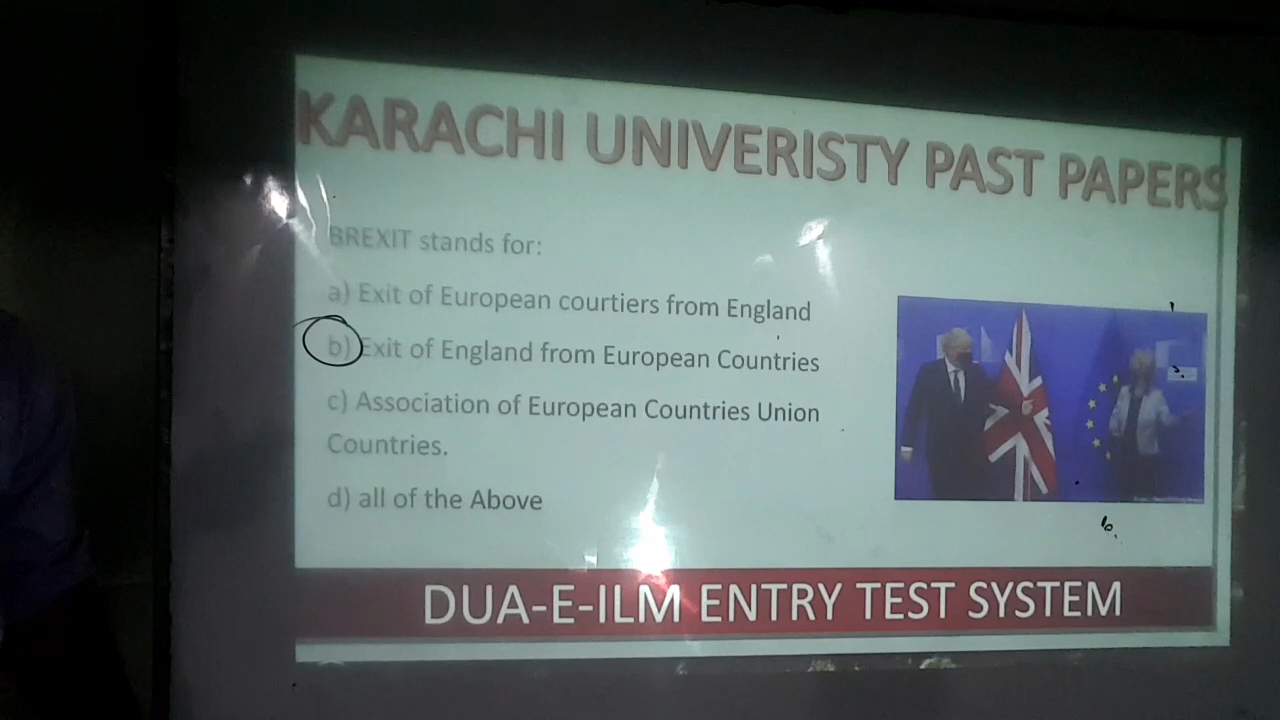 KARACHI UNIVERISTY PAST PAPERS
BREXIT stands for:
a) Exit of European courtiers from England
b) Exit of England from European Countries
c) Association of European Countries Union
Countries.
d) all of the Above
DUA-E-ILM ENTRY TEST SYSTEM